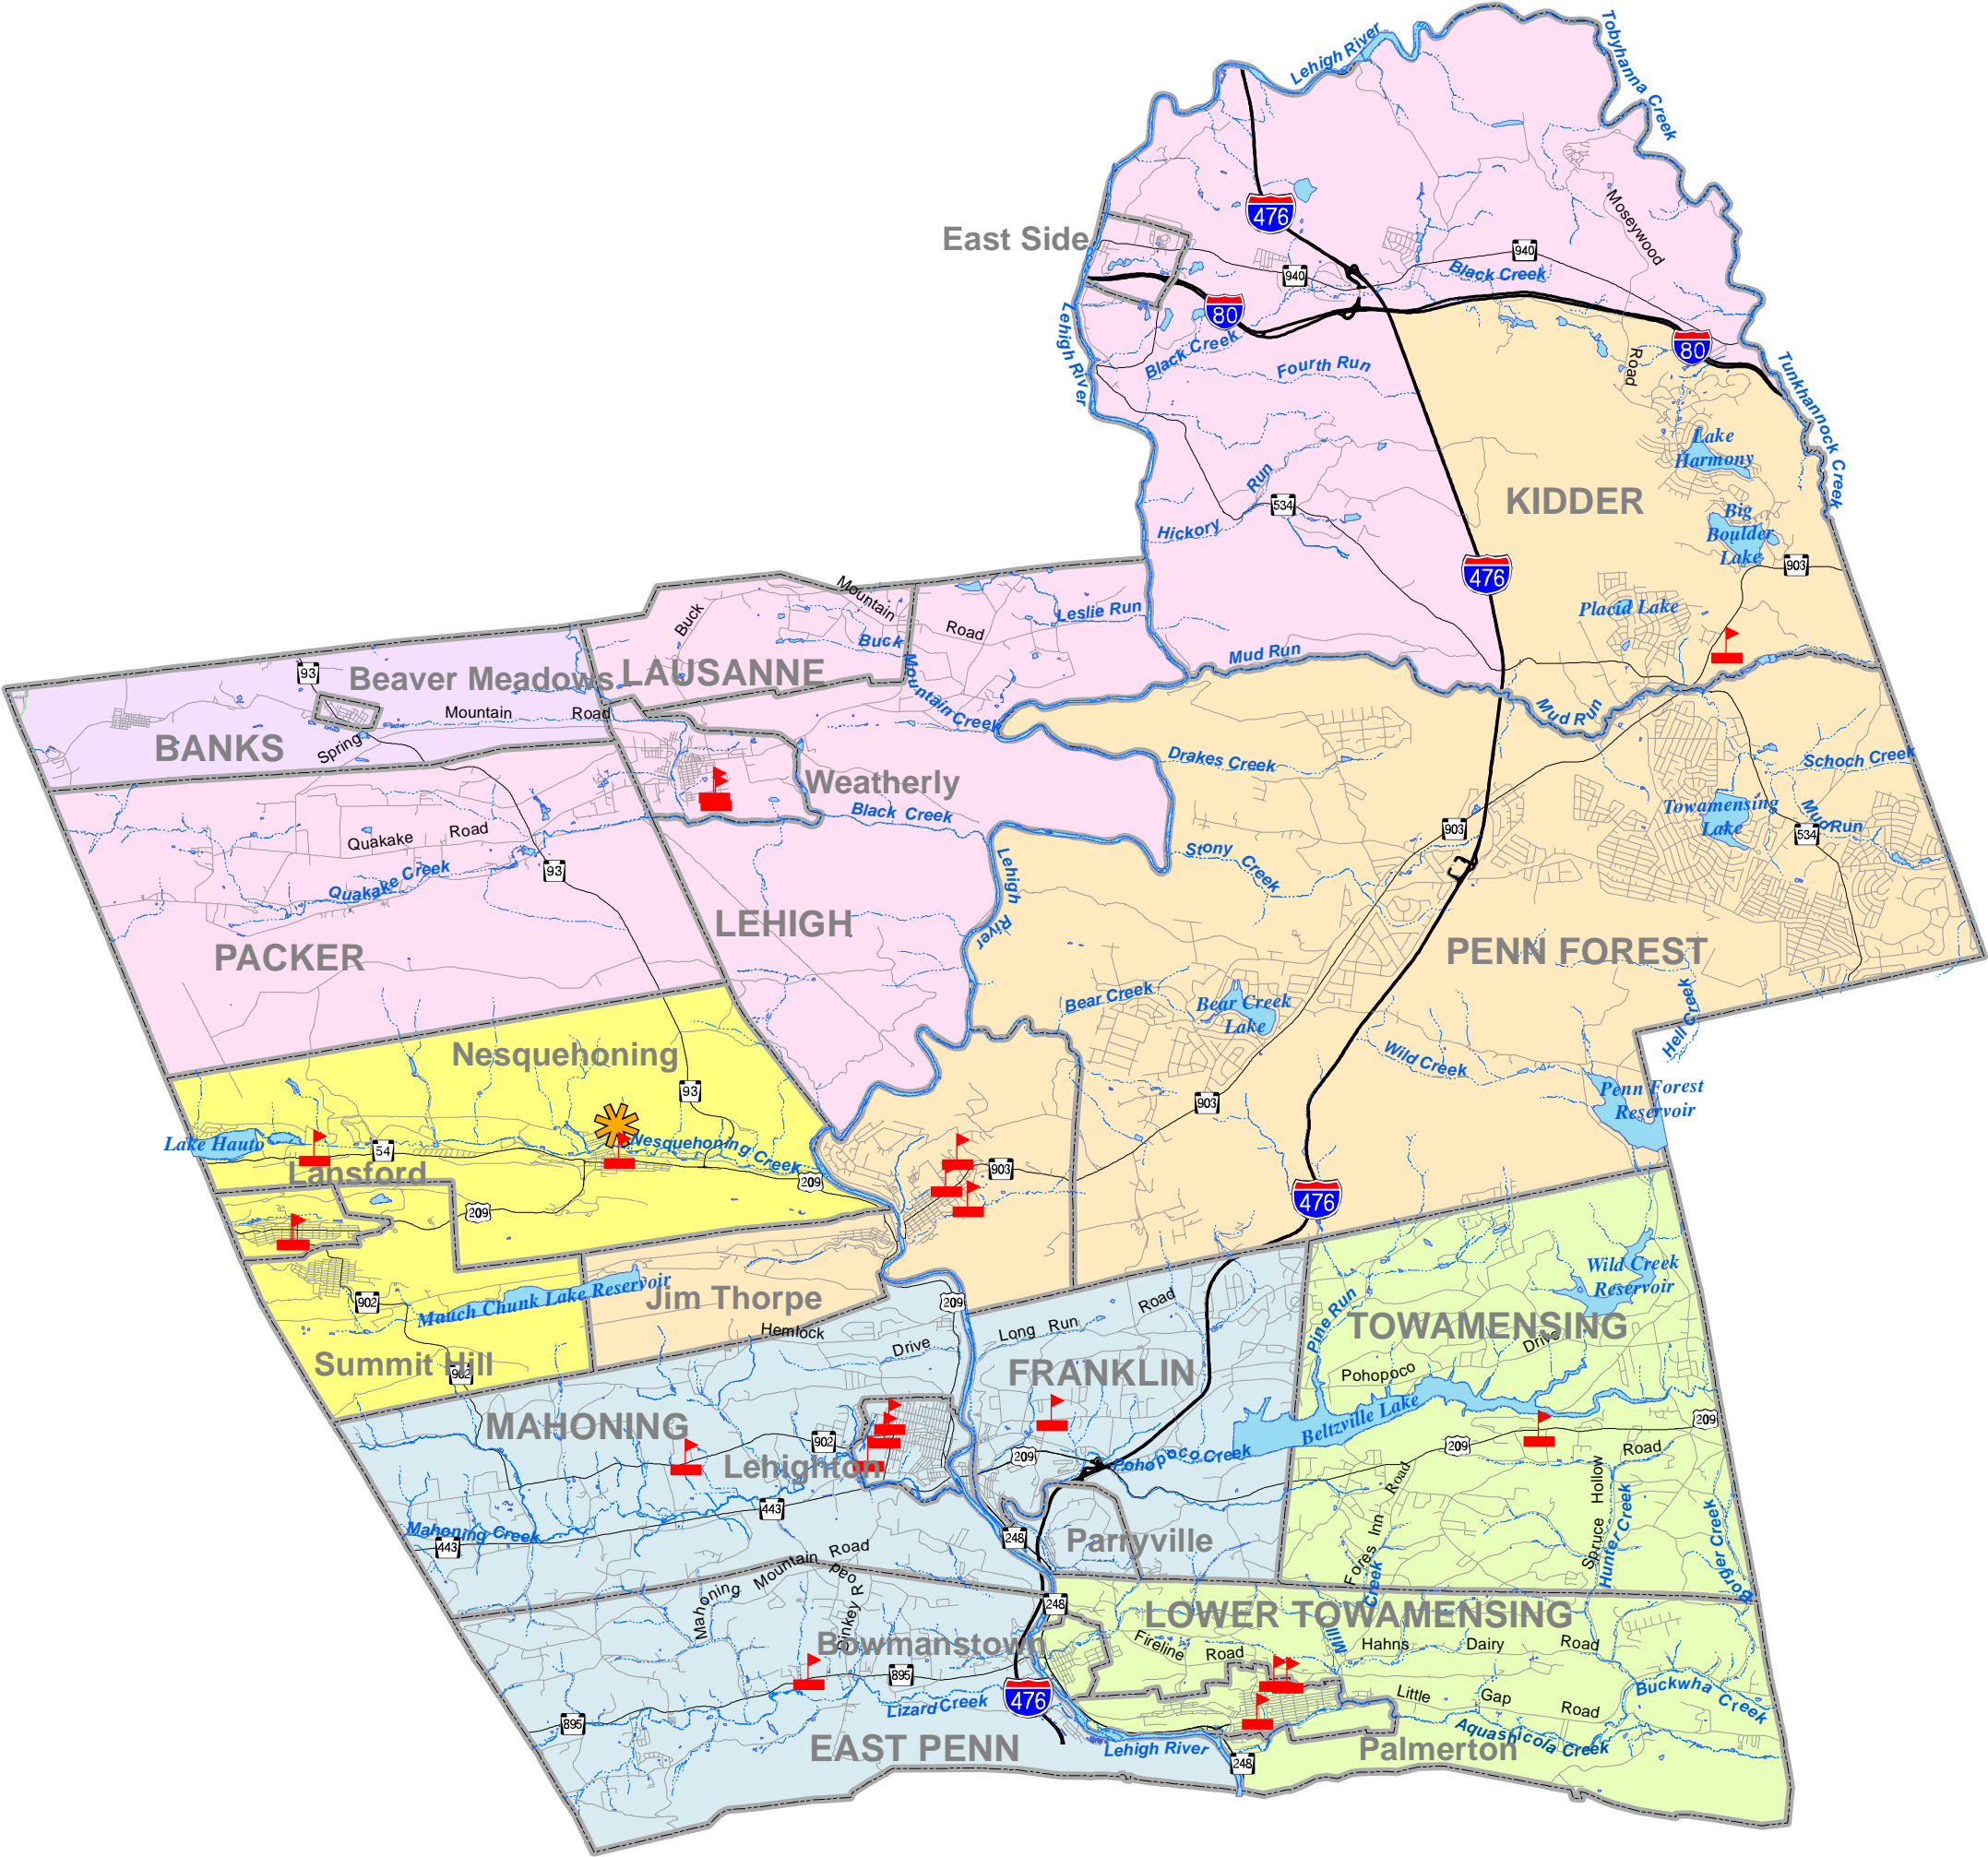 Tobyhanna Creek
Lehigh River
476
Moseywood
East Side
940
940
Black Creek
80
Lehigh River
Black Creek
Fourth Run
Road
80
Tunkhannock Creek
Lake
Harmony
KIDDER
Run
534
Hickory
Big
Boulder
Lake
903
476
Mountain
Buck
Leslie Run
Road
Placid Lake
Buck
Mud Run
93
Beaver Meadows
LAUSANNE
Mountain Creek
Mountain
Road
Mud Run
BANKS
Spring
Drakes Creek
Schoch Creek
Weatherly
Black Creek
Towamensing
Lake
Mud Run
534
903
Quakake
Road
Quakake Creek
93
Lehigh
River
Stony Creek
LEHIGH
PACKER
PENN FOREST
Bear Creek
Bear Creek
Lake
Hell Creek
Nesquehoning
Wild Creek
93
903
Penn Forest
Reservoir
Lake Hauto
54
Nesquehoning Creek
Lansford
209
903
209
476
Wild Creek
Reservoir
Mauch Chunk Lake Reservoir
902
Jim Thorpe
209
Road
Long Run
Pine Run
TOWAMENSING
Hemlock
Drive
Drive
Summit Hill
902
FRANKLIN
Pohopoco
MAHONING
902
Beltzville Lake
209
Lehighton
209
Pohopoco Creek
209
Road
Road
Spruce Hollow
Hunter Creek
443
Mahoning Creek
443
248
Parryville
Fores Inn
Creek
Borger Creek
Mountain
Road
Mahoning
Dinkey Road
248
LOWER TOWAMENSING
Bowmanstown
Fireline
Road
Mill
Hahns
Dairy
Road
895
Lizard Creek
476
Little
Gap
Road
Buckwha Creek
895
EAST PENN
Lehigh River
248
Palmerton
Aquashicola Creek